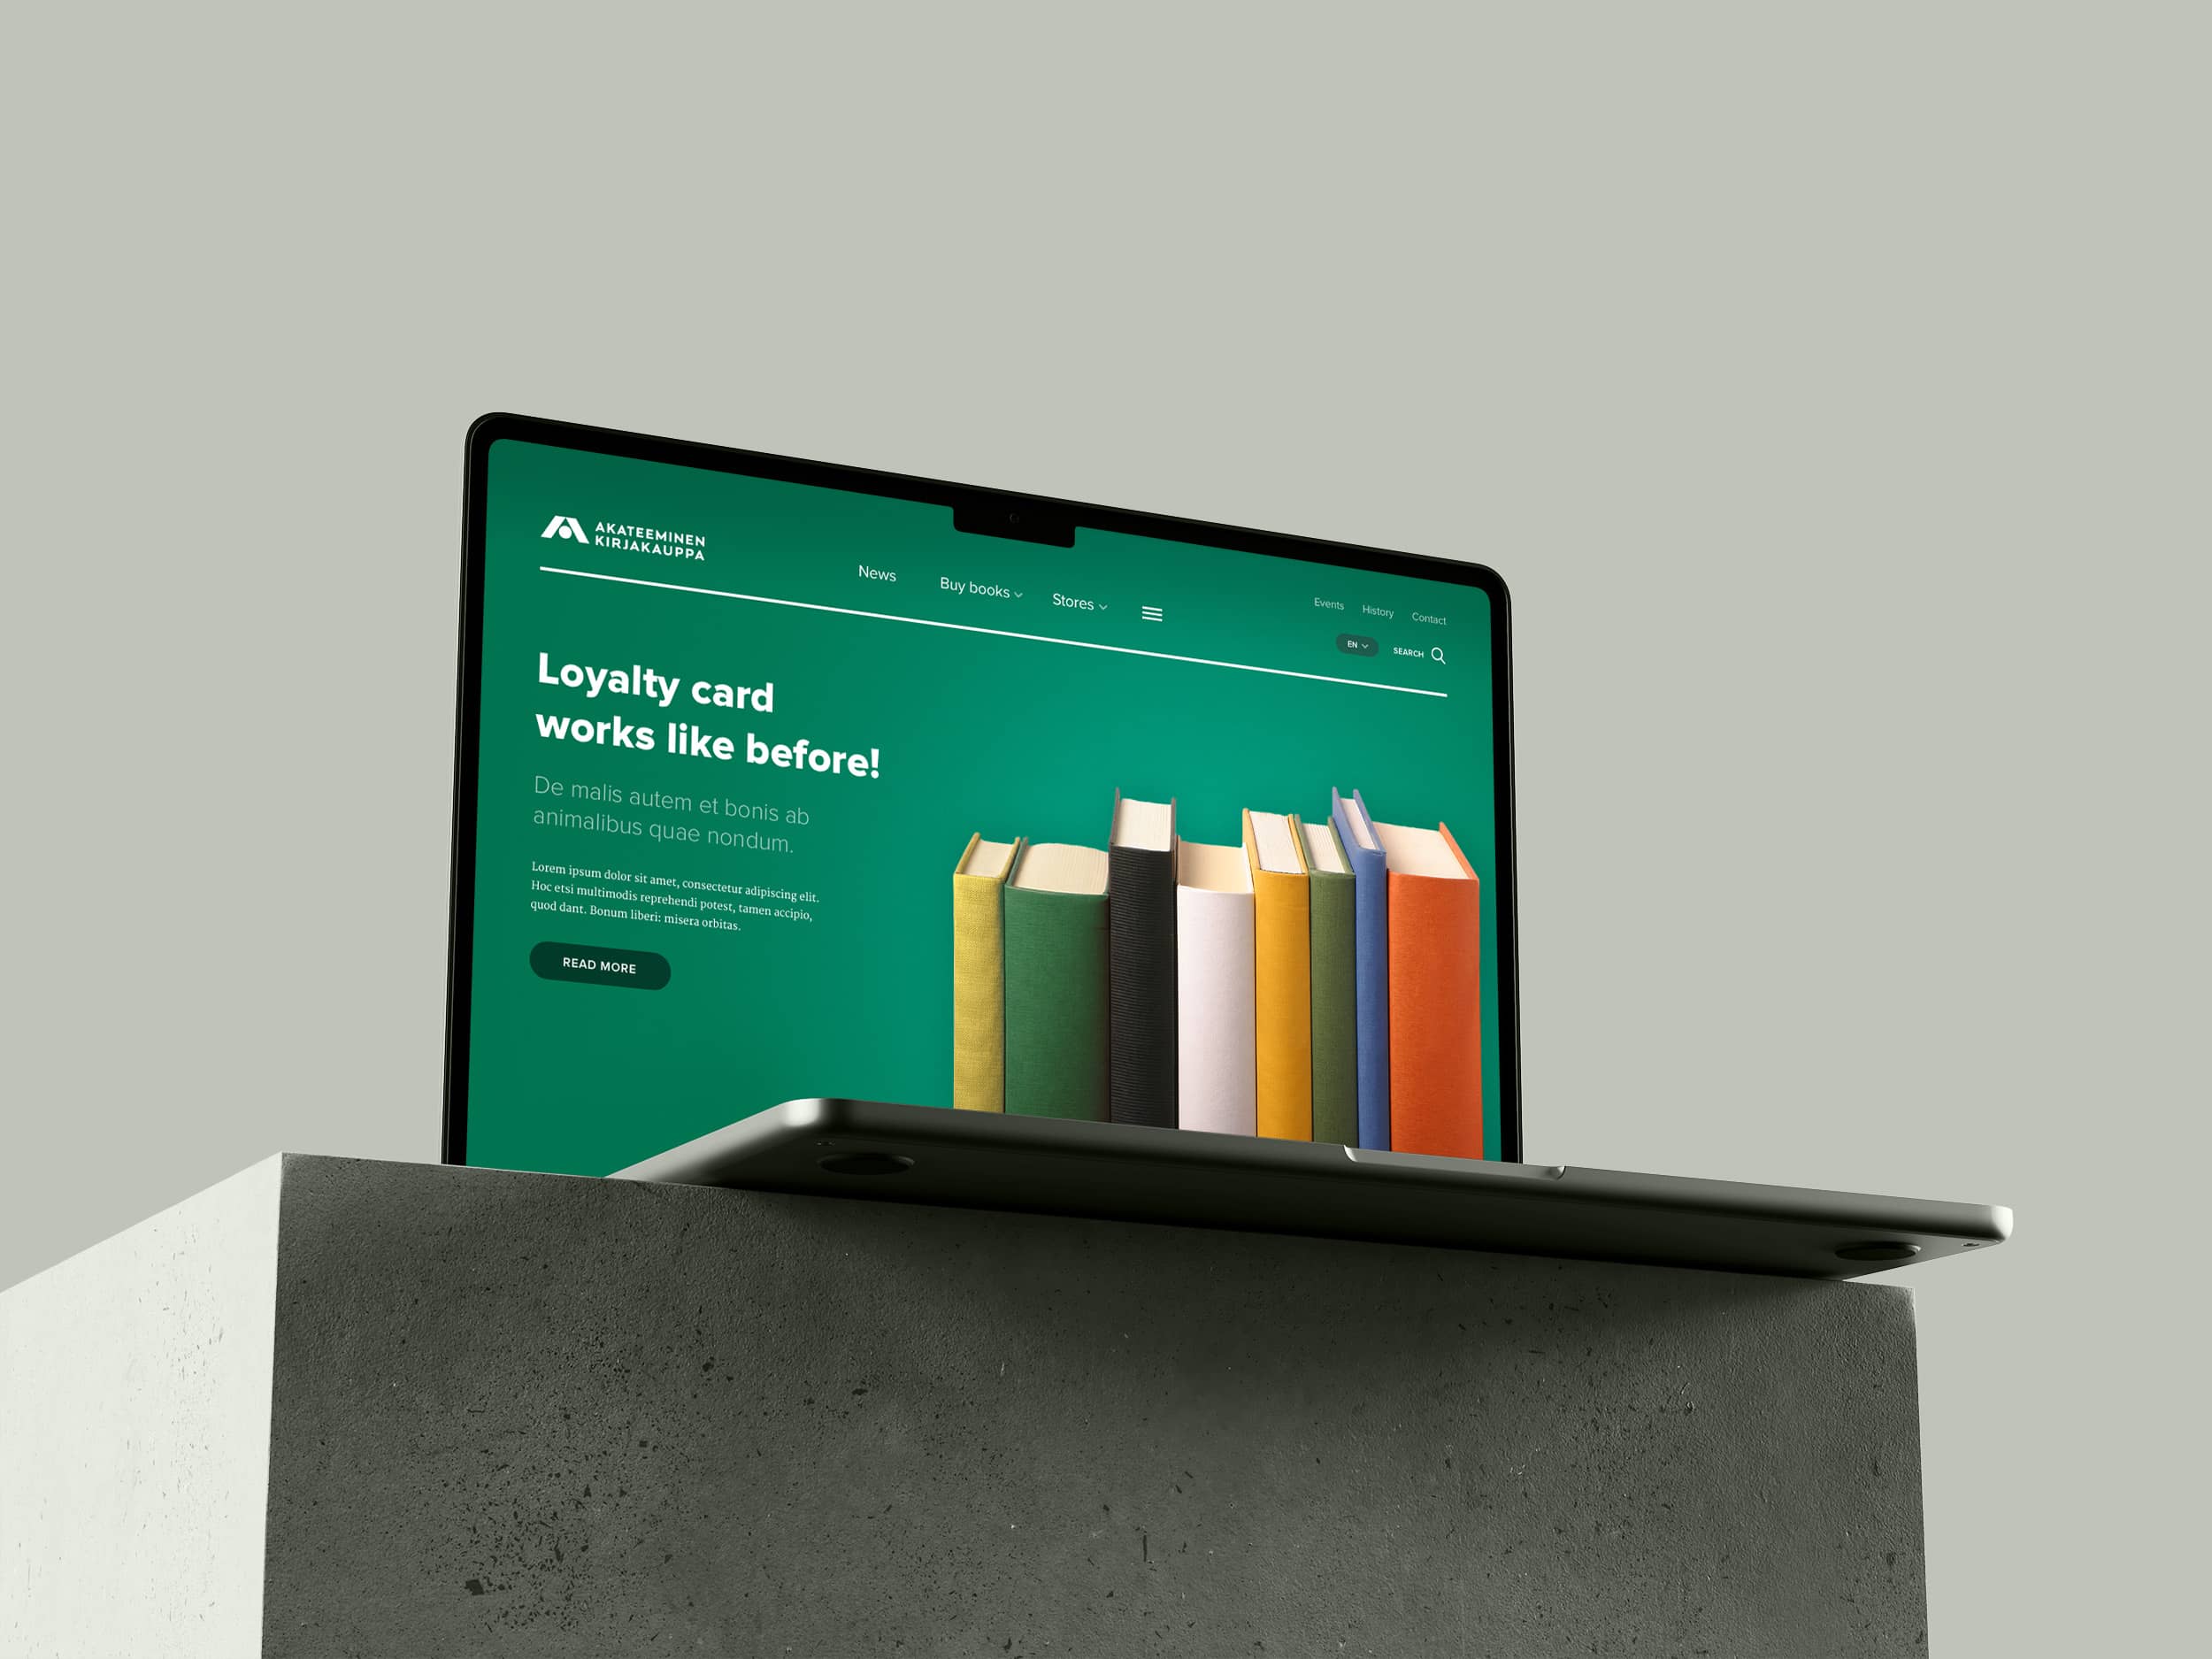 AKATEEMINEN
KIRJAKAUPPA
News
Buy books
Stores
Events
History
Contact
EN
SEARCH
Loyalty card
works like before!
De malis autem et bonis ab
animalibus quae nondum.
Lorem ipsum dolor sit amet, consectetur adipiscing elit.
Hoc etsi multimodis reprehendi potest, tamen accipio,
quod dant. Bonum liberi: misera orbitas.
READ MORE